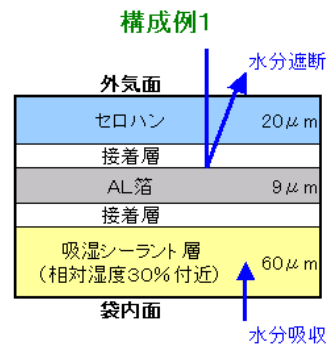 構成例1
水分遮断
外気面
セロハン 20μm
接着層
AL箔 9μm
接着層
吸湿シーラント層
(相対湿度30%付近) 60μm
袋内面
水分吸収